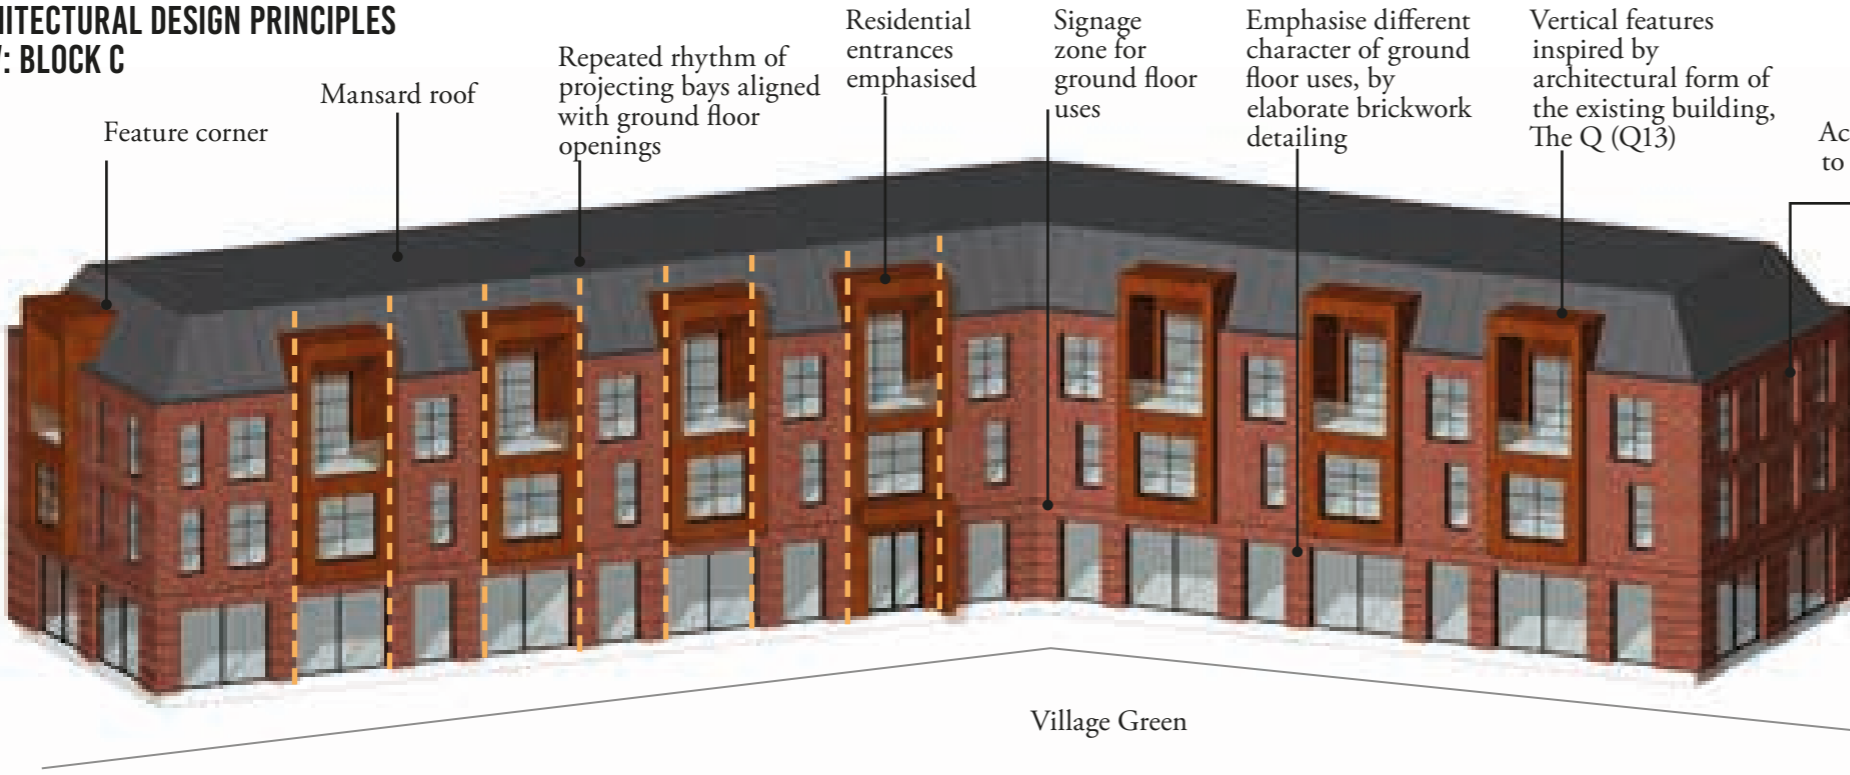 HITECTURAL DESIGN PRINCIPLES
: BLOCK C
Feature corner
Mansard roof
Repeated rhythm of
projecting bays aligned
with ground floor
openings
Residential
entrances
emphasised
Signage
zone for
ground floor
uses
Emphasise different
character of ground
floor uses, by
elaborate brickwork
detailing
Vertical features
inspired by
architectural form of
the existing building,
The Q (Q13)
Ac
to
Village Green